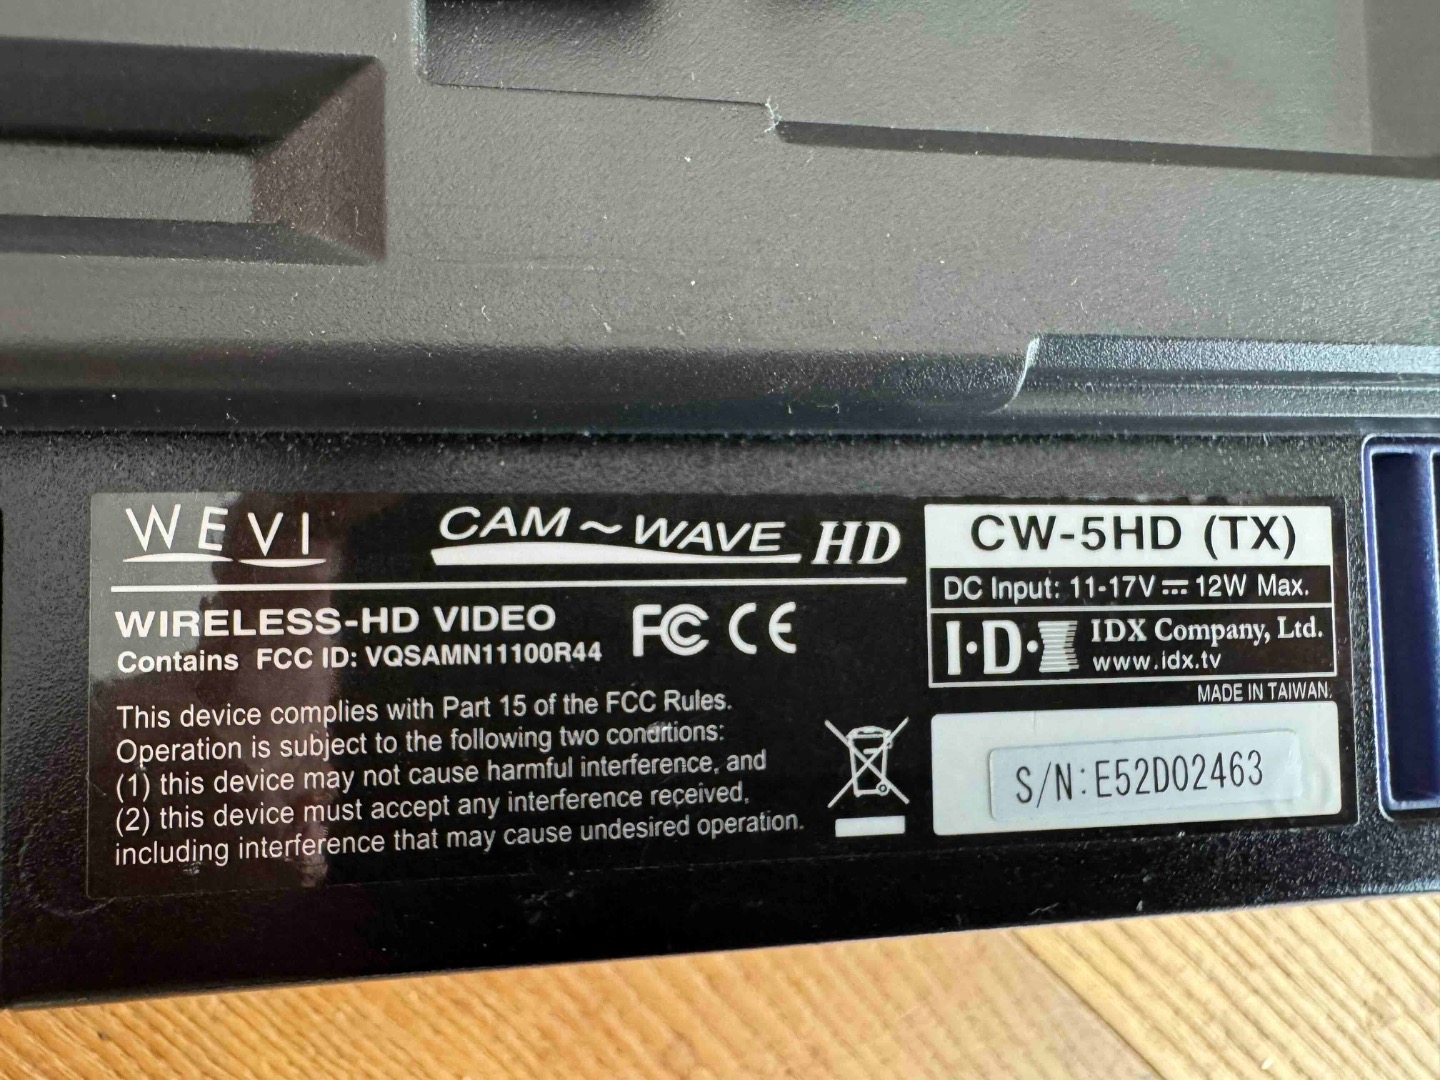 WEVI
CAM~WAVE HD
WIRELESS-HD VIDEO
Contains FCC ID: VQSAMN11100R44
FC CE
This device complies with Part 15 of the FCC Rules.
Operation is subject to the following two conditions:
(1) this device may not cause harmful interference, and
(2) this device must accept any interference received,
including interference that may cause undesired operation.
CW-5HD (TX)
DC Input: 11-17V⎓ 12W Max.
I·D·X IDX Company, Ltd.
www.idx.tv
MADE IN TAIWAN.
S/N:E52D02463